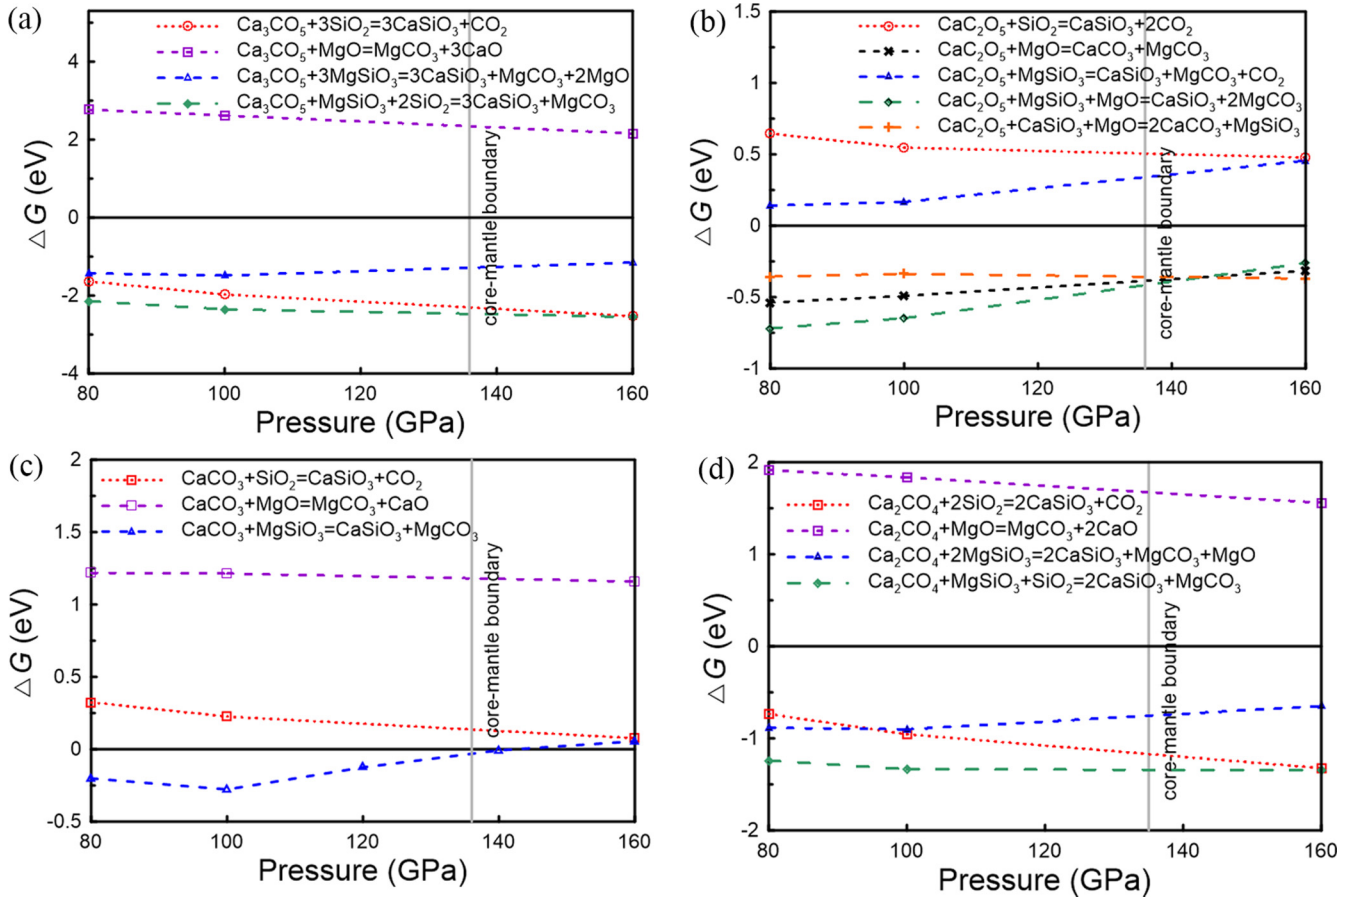 (a)
Ca₃CO₅+3SiO₂=3CaSiO₃+CO₂
Ca₃CO₅+MgO=MgCO₃+3CaO
Ca₃CO₅+3MgSiO₃=3CaSiO₃+MgCO₃+2MgO
Ca₃CO₅+MgSiO₃+2SiO₂=3CaSiO₃+MgCO₃
4
2
0
-2
-4
△G (eV)
core-mantle boundary
80
100
120
140
160
Pressure (GPa)
(b)
CaC₂O₅+SiO₂=CaSiO₃+2CO₂
CaC₂O₅+MgO=CaCO₃+MgCO₃
CaC₂O₅+MgSiO₃=CaSiO₃+MgCO₃+CO₂
CaC₂O₅+MgSiO₃+MgO=CaSiO₃+2MgCO₃
CaC₂O₅+CaSiO₃+MgO=2CaCO₃+MgSiO₃
1.5
1
0.5
0
-0.5
-1
△G (eV)
core-mantle boundary
80
100
120
140
160
Pressure (GPa)
(c)
CaCO₃+SiO₂=CaSiO₃+CO₂
CaCO₃+MgO=MgCO₃+CaO
CaCO₃+MgSiO₃=CaSiO₃+MgCO₃
2
1.5
1
0.5
0
-0.5
△G (eV)
core-mantle boundary
80
100
120
140
160
Pressure (GPa)
(d)
Ca₂CO₄+2SiO₂=2CaSiO₃+CO₂
Ca₂CO₄+MgO=MgCO₃+2CaO
Ca₂CO₄+2MgSiO₃=2CaSiO₃+MgCO₃+MgO
Ca₂CO₄+MgSiO₃+SiO₂=2CaSiO₃+MgCO₃
2
1
0
-1
-2
△G (eV)
core-mantle boundary
80
100
120
140
160
Pressure (GPa)